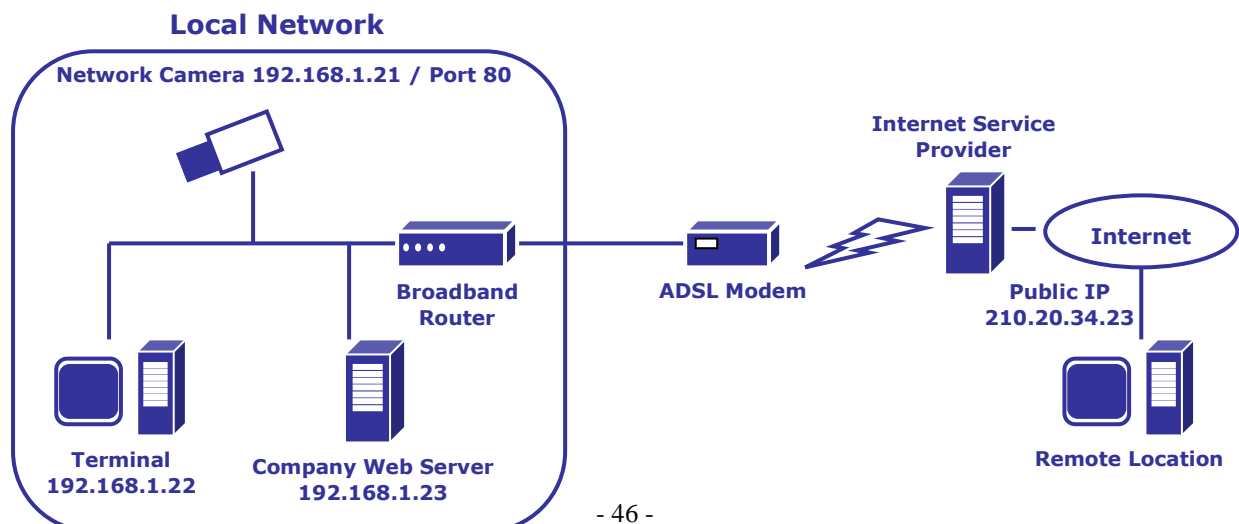 Local Network
Network Camera 192.168.1.21 / Port 80
Internet Service
Provider
Internet
Broadband
Router
ADSL Modem
Public IP
210.20.34.23
Terminal
192.168.1.22
Company Web Server
192.168.1.23
Remote Location
- 46 -